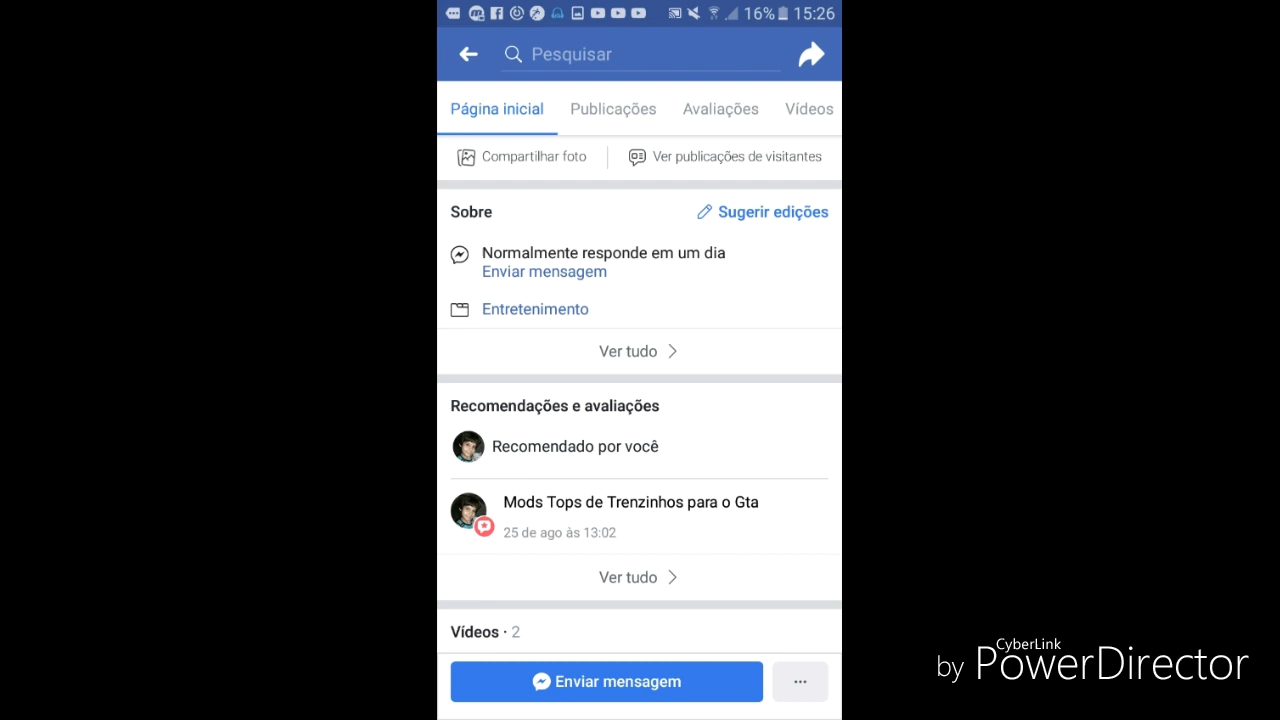 16% 15:26
Pesquisar
Página inicial Publicações Avaliações Vídeos
Compartilhar foto Ver publicações de visitantes
Sobre Sugerir edições
Normalmente responde em um dia
Enviar mensagem
Entretenimento
Ver tudo
Recomendações e avaliações
Recomendado por você
Mods Tops de Trenzinhos para o Gta
25 de ago às 13:02
Ver tudo
Vídeos · 2
Enviar mensagem
CyberLink
by PowerDirector